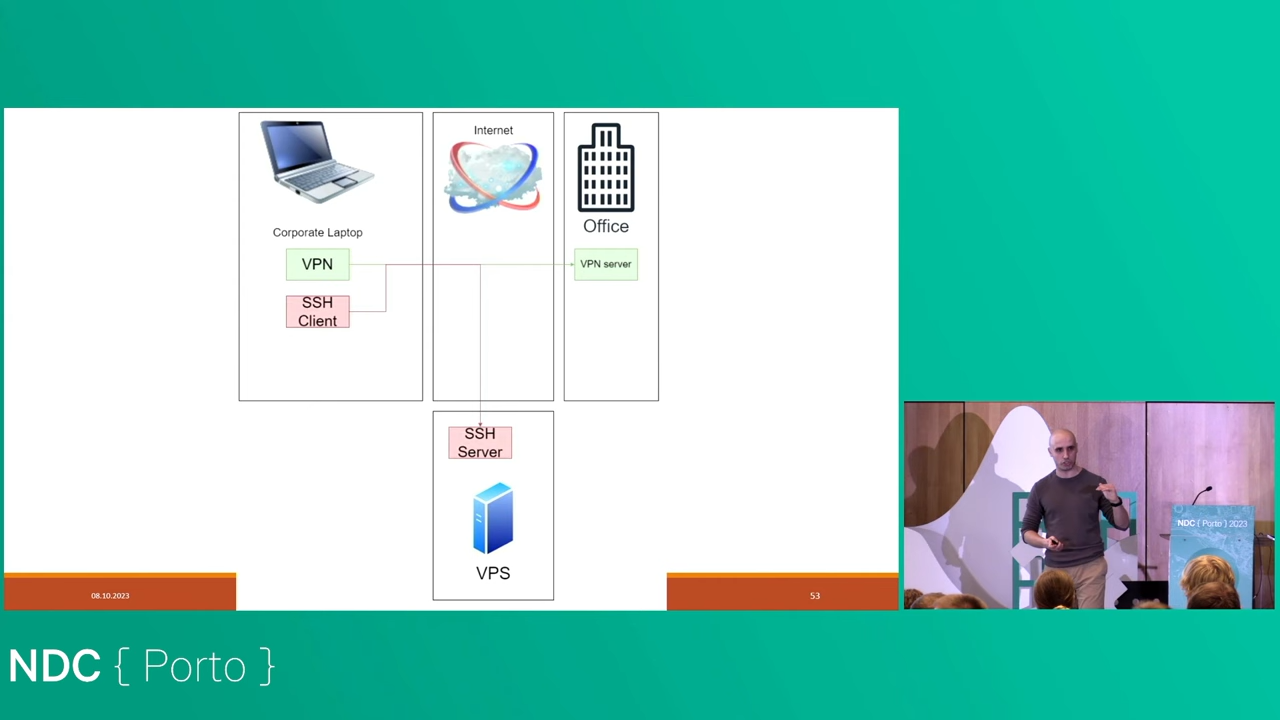 Internet
Office
Corporate Laptop
VPN
VPN server
SSH
Client
SSH
Server
VPS
08.10.2023
53
NDC { Porto } 2023
NDC { Porto }